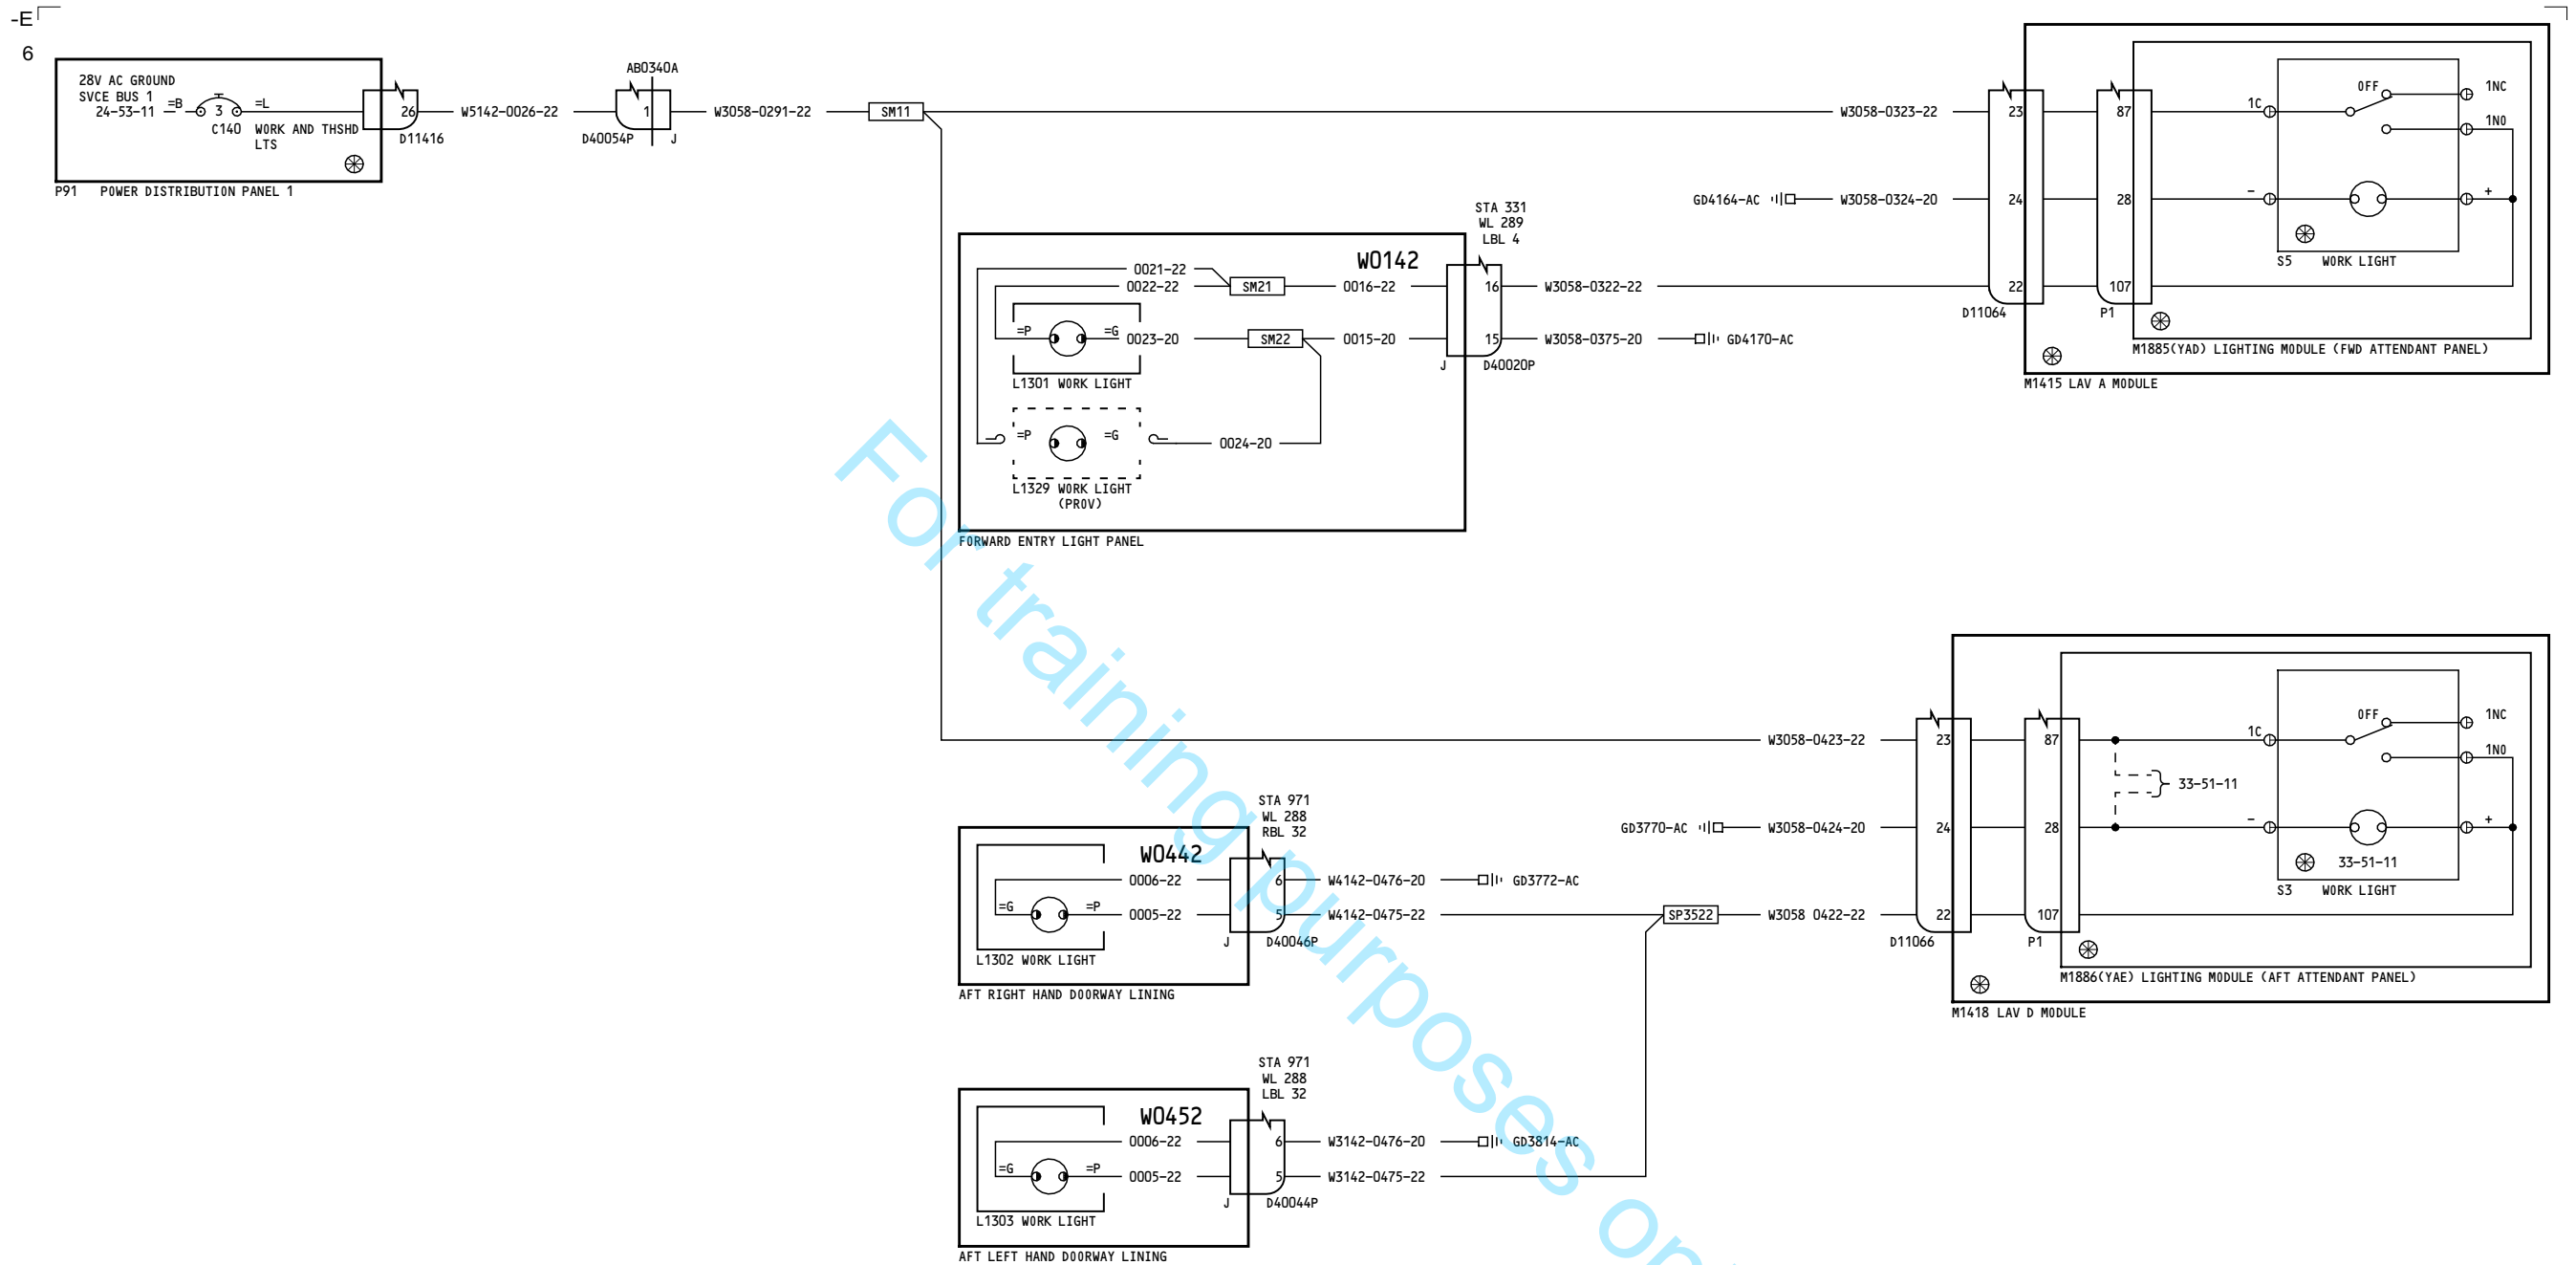 -E
6
28V AC GROUND
SVCE BUS 1
24-53-11
=B
3
=L
C140 WORK AND THSHD
LTS
26
D11416
P91 POWER DISTRIBUTION PANEL 1
W5142-0026-22
AB0340A
1
D40054P J
W3058-0291-22
SM11
W3058-0323-22
23
87
1C
OFF
1NC
1NO
GD4164-AC
W3058-0324-20
24
28
-
+
S5 WORK LIGHT
22
107
D11064
P1
M1885(YAD) LIGHTING MODULE (FWD ATTENDANT PANEL)
M1415 LAV A MODULE
STA 331
WL 289
LBL 4
W0142
0021-22
0022-22
SM21
0016-22
16
W3058-0322-22
=P
=G
0023-20
SM22
0015-20
15
W3058-0375-20
GD4170-AC
J
D40020P
L1301 WORK LIGHT
=P
=G
0024-20
L1329 WORK LIGHT
(PROV)
FORWARD ENTRY LIGHT PANEL
W3058-0423-22
23
87
1C
OFF
1NC
1NO
33-51-11
GD3770-AC
W3058-0424-20
24
28
-
+
33-51-11
S3 WORK LIGHT
22
107
D11066
P1
M1886(YAE) LIGHTING MODULE (AFT ATTENDANT PANEL)
M1418 LAV D MODULE
STA 971
WL 288
RBL 32
W0442
0006-22
6
W4142-0476-20
GD3772-AC
=G
=P
0005-22
5
W4142-0475-22
SP3522
W3058 0422-22
J
D40046P
L1302 WORK LIGHT
AFT RIGHT HAND DOORWAY LINING
STA 971
WL 288
LBL 32
W0452
0006-22
6
W3142-0476-20
GD3814-AC
=G
=P
0005-22
5
W3142-0475-22
J
D40044P
L1303 WORK LIGHT
AFT LEFT HAND DOORWAY LINING
For training purposes